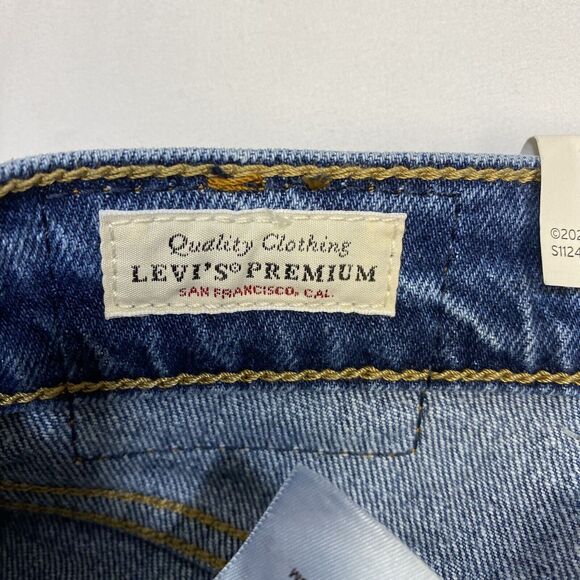 Quality Clothing
LEVI'S® PREMIUM
SAN FRANCISCO, CAL.
©202
S1124